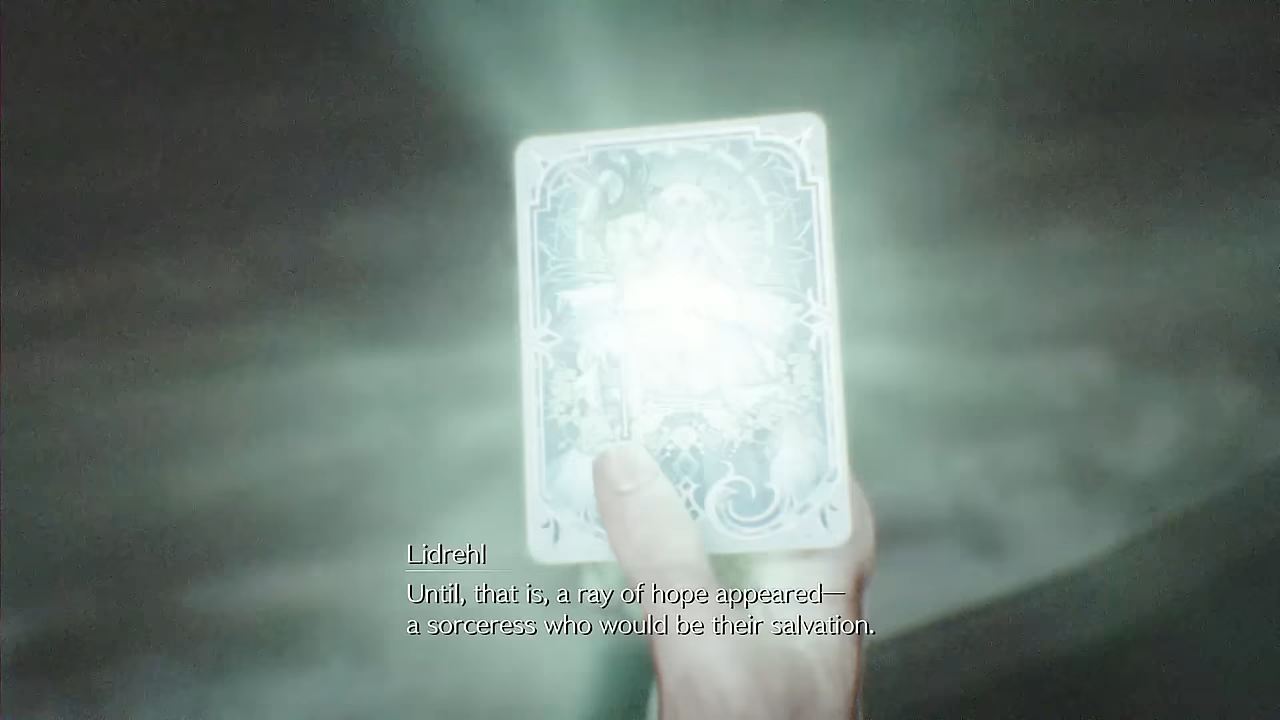 Lidrehl
Until, that is, a ray of hope appeared—
a sorceress who would be their salvation.